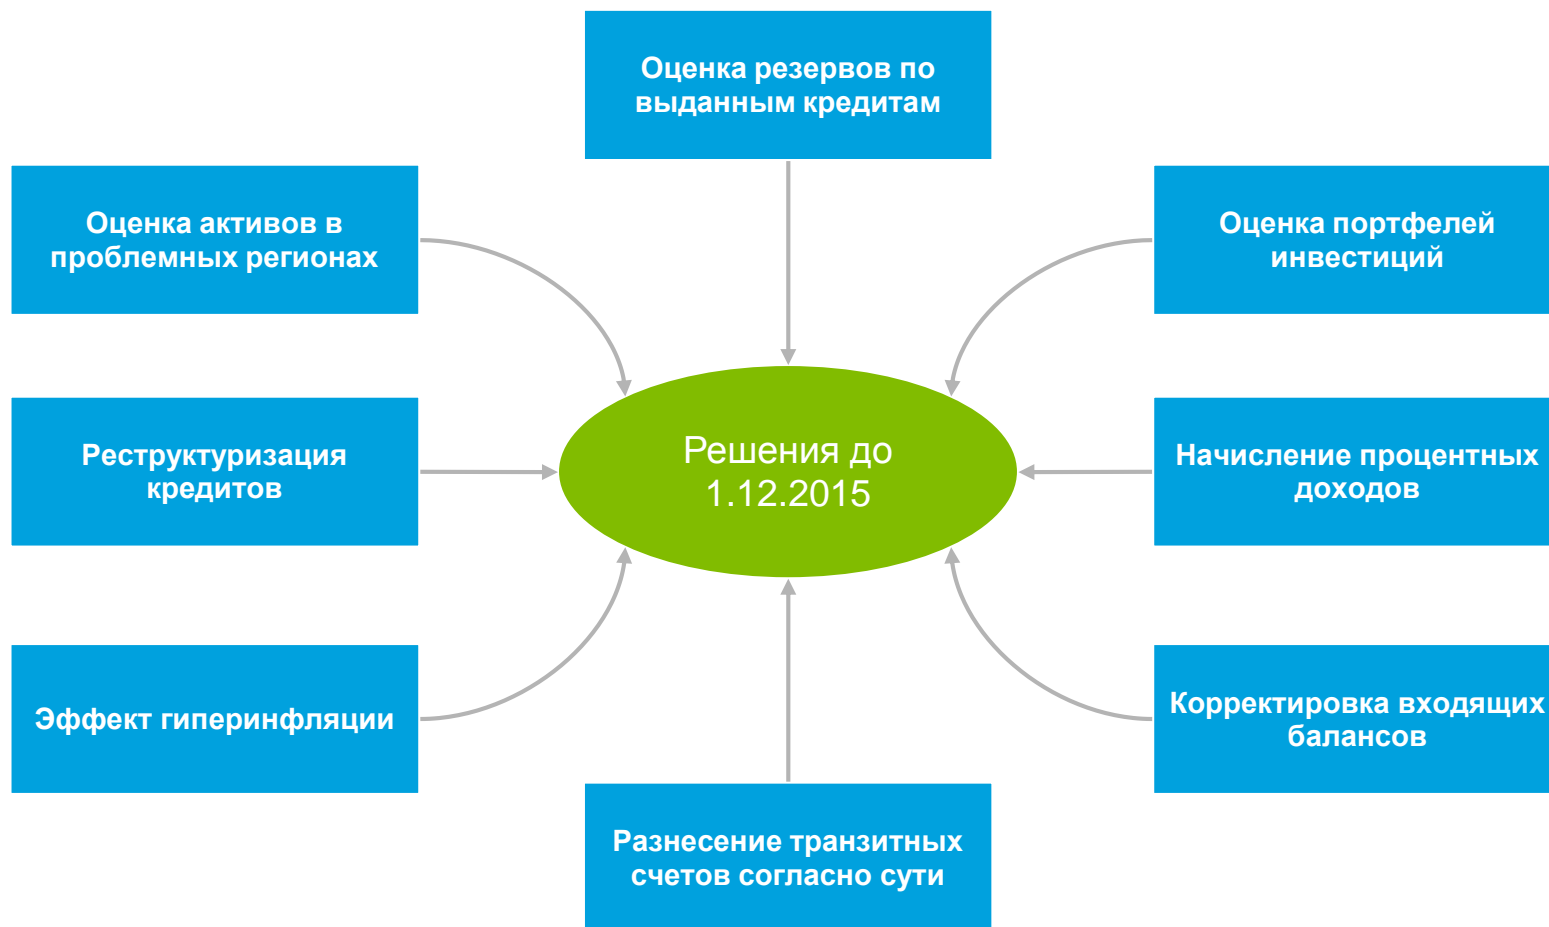 Оценка резервов по
выданным кредитам
Оценка активов в
проблемных регионах
Оценка портфелей
инвестиций
Реструктуризация
кредитов
Решения до
1.12.2015
Начисление процентных
доходов
Эффект гиперинфляции
Корректировка входящих
балансов
Разнесение транзитных
счетов согласно сути